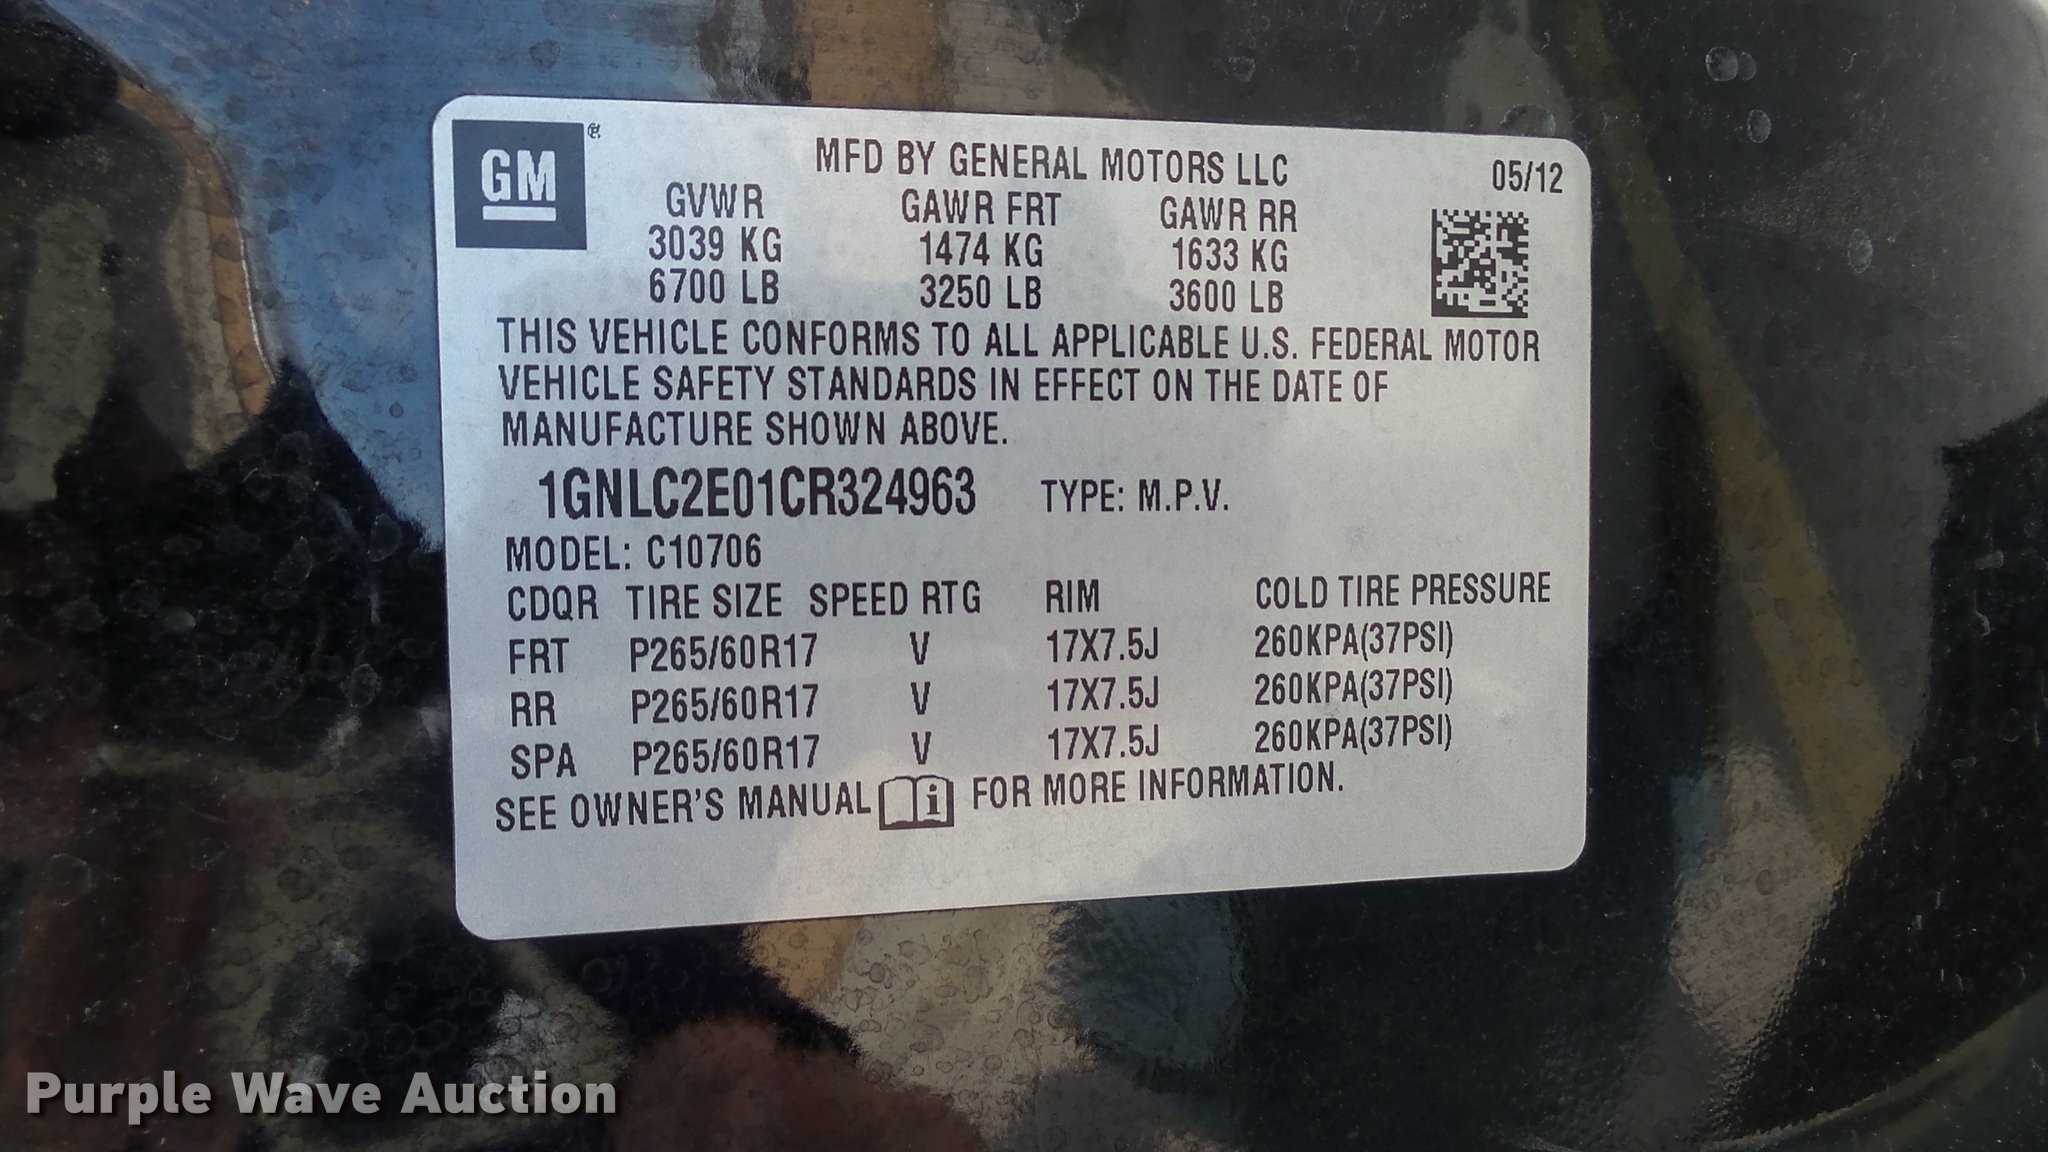 GM
MFD BY GENERAL MOTORS LLC 05/12
GVWR GAWR FRT GAWR RR
3039 KG 1474 KG 1633 KG
6700 LB 3250 LB 3600 LB
THIS VEHICLE CONFORMS TO ALL APPLICABLE U.S. FEDERAL MOTOR
VEHICLE SAFETY STANDARDS IN EFFECT ON THE DATE OF
MANUFACTURE SHOWN ABOVE.
1GNLC2E01CR324963 TYPE: M.P.V.
MODEL: C10706
CDQR TIRE SIZE SPEED RTG RIM COLD TIRE PRESSURE
FRT P265/60R17 V 17X7.5J 260KPA(37PSI)
RR P265/60R17 V 17X7.5J 260KPA(37PSI)
SPA P265/60R17 V 17X7.5J 260KPA(37PSI)
SEE OWNER'S MANUAL i FOR MORE INFORMATION.
Purple Wave Auction